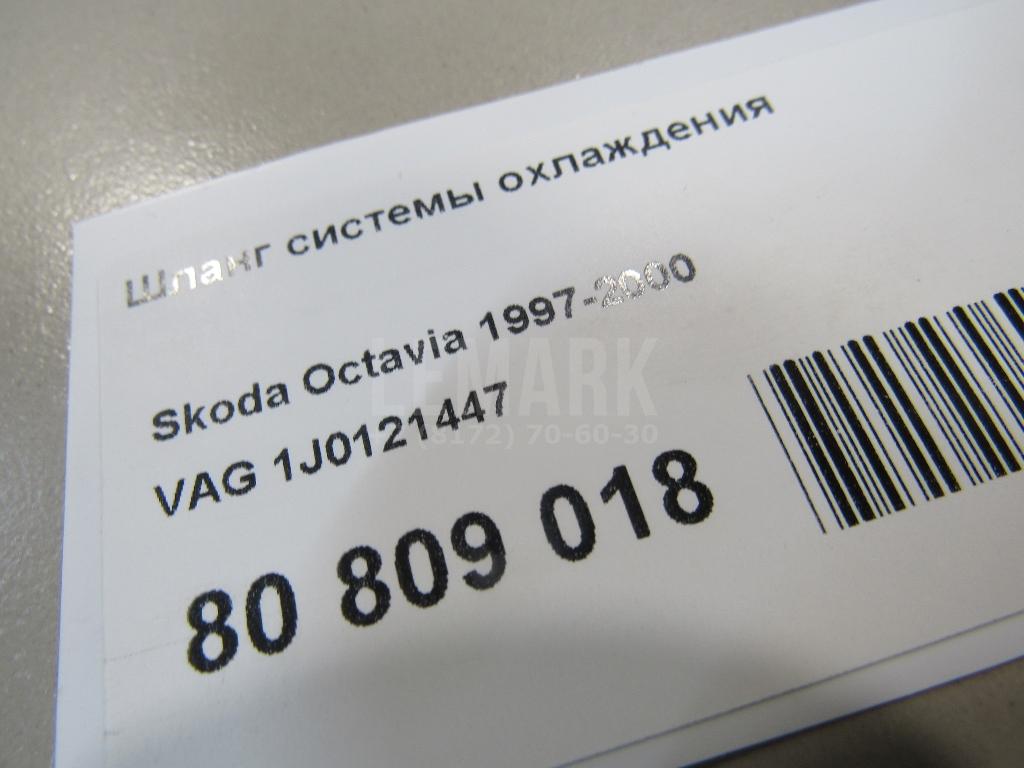 Шланг системы охлаждения
Skoda Octavia 1997-2000
VAG 1J0121447
80 809 018
LEMARK
(8172) 70-60-30